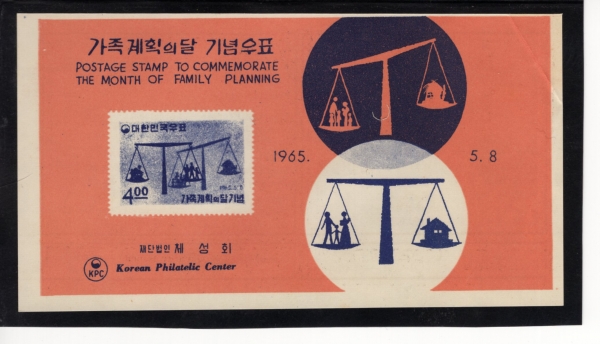 가족계획의달 기념우표
POSTAGE STAMP TO COMMEMORATE
THE MONTH OF FAMILY PLANNING
대한민국우표
4.00
가족계획의달기념
1965. 5. 8
재단법인 체성회
KPC Korean Philatelic Center